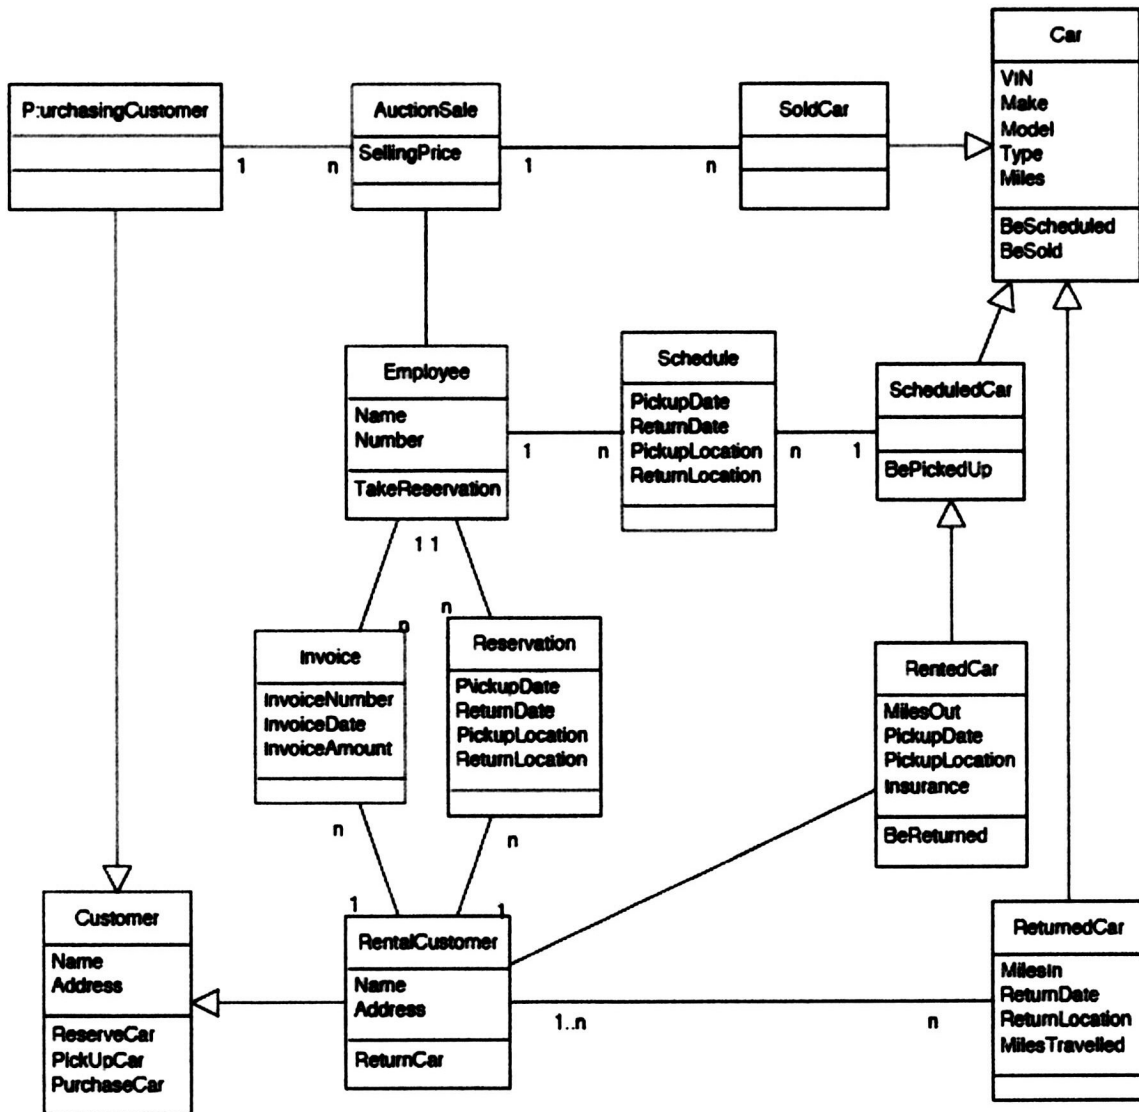 Car
VIN
Make
Model
Type
Miles
BeScheduled
BeSold
P:urchasingCustomer
AuctionSale
SellingPrice
SoldCar
1
n
1
n
Employee
Name
Number
TakeReservation
Schedule
PickupDate
ReturnDate
PickupLocation
ReturnLocation
ScheduledCar
BePickedUp
1
n
n
1
1 1
n
n
Invoice
InvoiceNumber
InvoiceDate
InvoiceAmount
Reservation
P\ickupDate
ReturnDate
PickupLocation
ReturnLocation
RentedCar
MilesOut
PickupDate
PickupLocation
Insurance
BeReturned
n
n
1
1
Customer
Name
Address
ReserveCar
PickUpCar
PurchaseCar
RentalCustomer
Name
Address
ReturnCar
1..n
n
ReturnedCar
MilesIn
ReturnDate
ReturnLocation
MilesTravelled